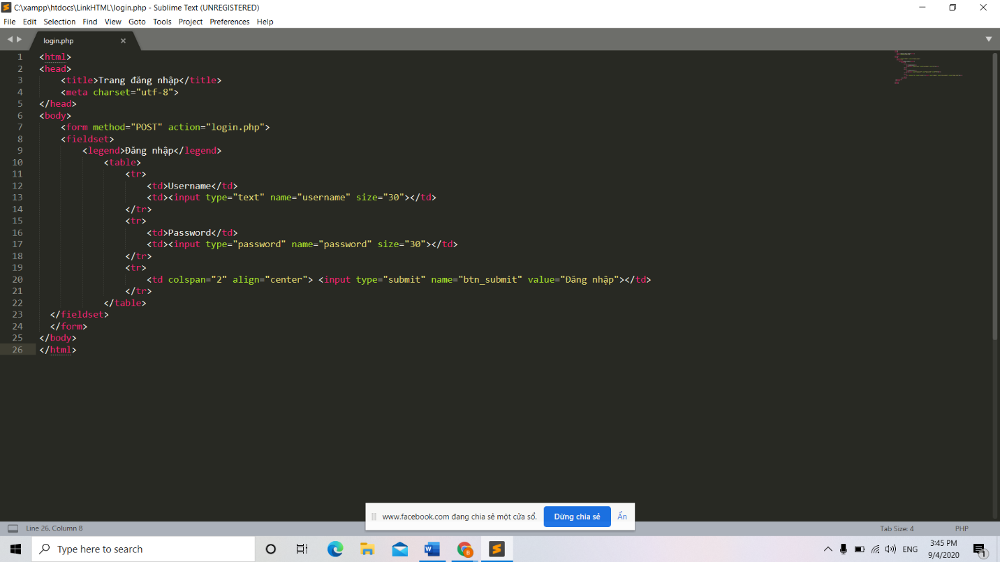 C:\xampp\htdocs\LinkHTML\login.php - Sublime Text (UNREGISTERED)
File Edit Selection Find View Goto Tools Project Preferences Help
login.php
1 <html>
2 <head>
3 <title>Trang đăng nhập</title>
4 <meta charset="utf-8">
5 </head>
6 <body>
7 <form method="POST" action="login.php">
8 <fieldset>
9 <legend>Đăng nhập</legend>
10 <table>
11 <tr>
12 <td>Username</td>
13 <td><input type="text" name="username" size="30"></td>
14 </tr>
15 <tr>
16 <td>Password</td>
17 <td><input type="password" name="password" size="30"></td>
18 </tr>
19 <tr>
20 <td colspan="2" align="center"> <input type="submit" name="btn_submit" value="Đăng nhập"></td>
21 </tr>
22 </table>
23 </fieldset>
24 </form>
25 </body>
26 </html>
www.facebook.com đang chia sẻ một cửa sổ. Dừng chia sẻ Ẩn
Line 26, Column 8 Tab Size: 4 PHP
Type here to search
ENG
3:45 PM
9/4/2020
1